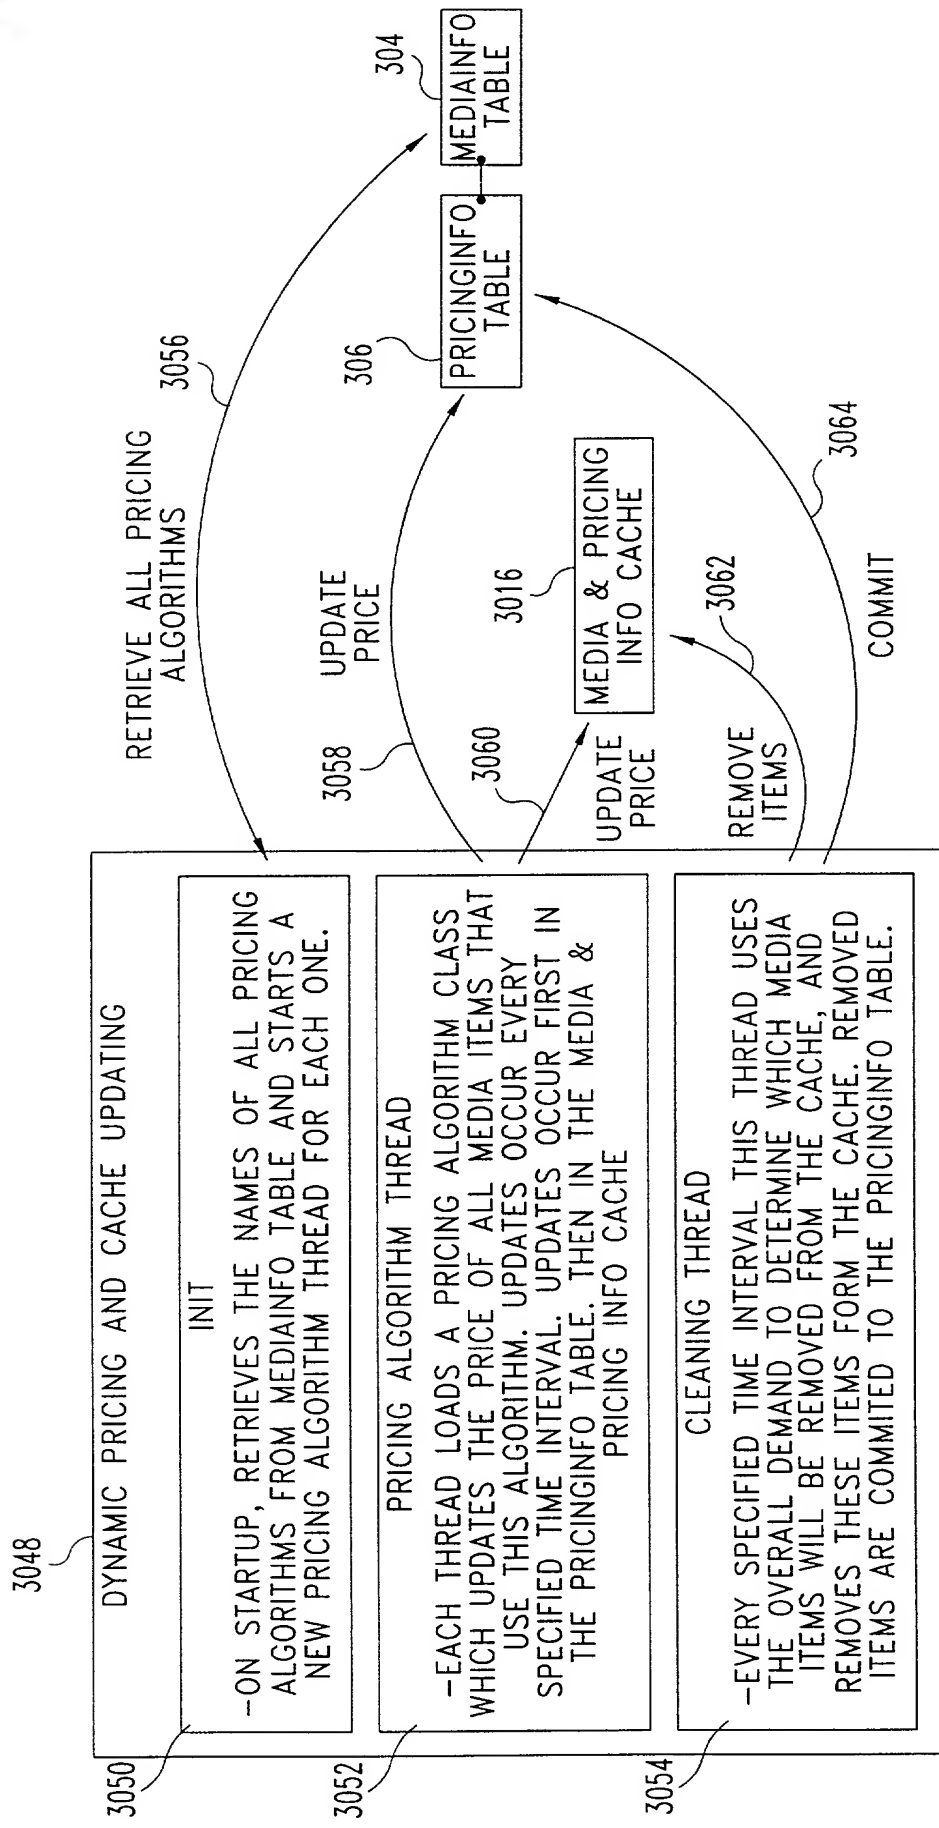 3048
DYNAMIC PRICING AND CACHE UPDATING
3050
INIT
-ON STARTUP, RETRIEVES THE NAMES OF ALL PRICING
ALGORITHMS FROM MEDIAINFO TABLE AND STARTS A
NEW PRICING ALGORITHM THREAD FOR EACH ONE.
3052
PRICING ALGORITHM THREAD
-EACH THREAD LOADS A PRICING ALGORITHM CLASS
WHICH UPDATES THE PRICE OF ALL MEDIA ITEMS THAT
USE THIS ALGORITHM. UPDATES OCCUR EVERY
SPECIFIED TIME INTERVAL. UPDATES OCCUR FIRST IN
THE PRICINGINFO TABLE. THEN IN THE MEDIA &
PRICING INFO CACHE
3054
CLEANING THREAD
-EVERY SPECIFIED TIME INTERVAL THIS THREAD USES
THE OVERALL DEMAND TO DETERMINE WHICH MEDIA
ITEMS WILL BE REMOVED FROM THE CACHE, AND
REMOVES THESE ITEMS FORM THE CACHE. REMOVED
ITEMS ARE COMMITED TO THE PRICINGINFO TABLE.
RETRIEVE ALL PRICING
ALGORITHMS
3056
UPDATE
PRICE
3058
3060
UPDATE
PRICE
REMOVE
ITEMS
3062
COMMIT
3064
3016
MEDIA & PRICING
INFO CACHE
306
PRICINGINFO
TABLE
304
MEDIAINFO
TABLE